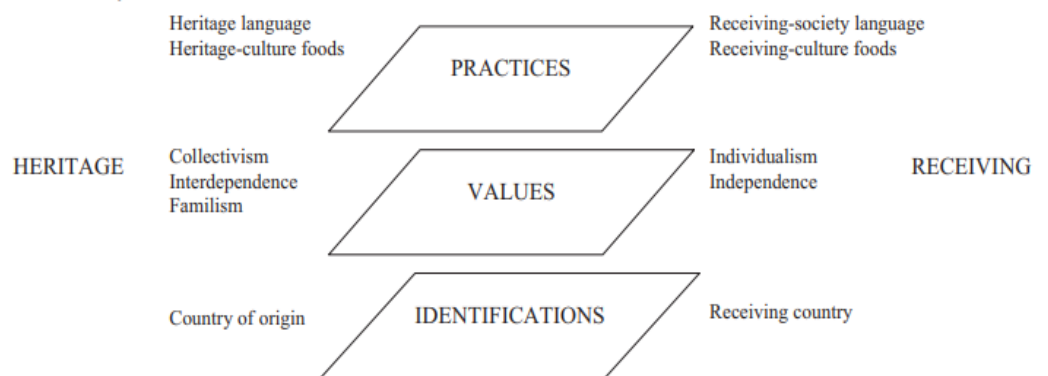 Heritage language
Heritage-culture foods
PRACTICES
Receiving-society language
Receiving-culture foods
HERITAGE
Collectivism
Interdependence
Familism
VALUES
Individualism
Independence
RECEIVING
Country of origin
IDENTIFICATIONS
Receiving country